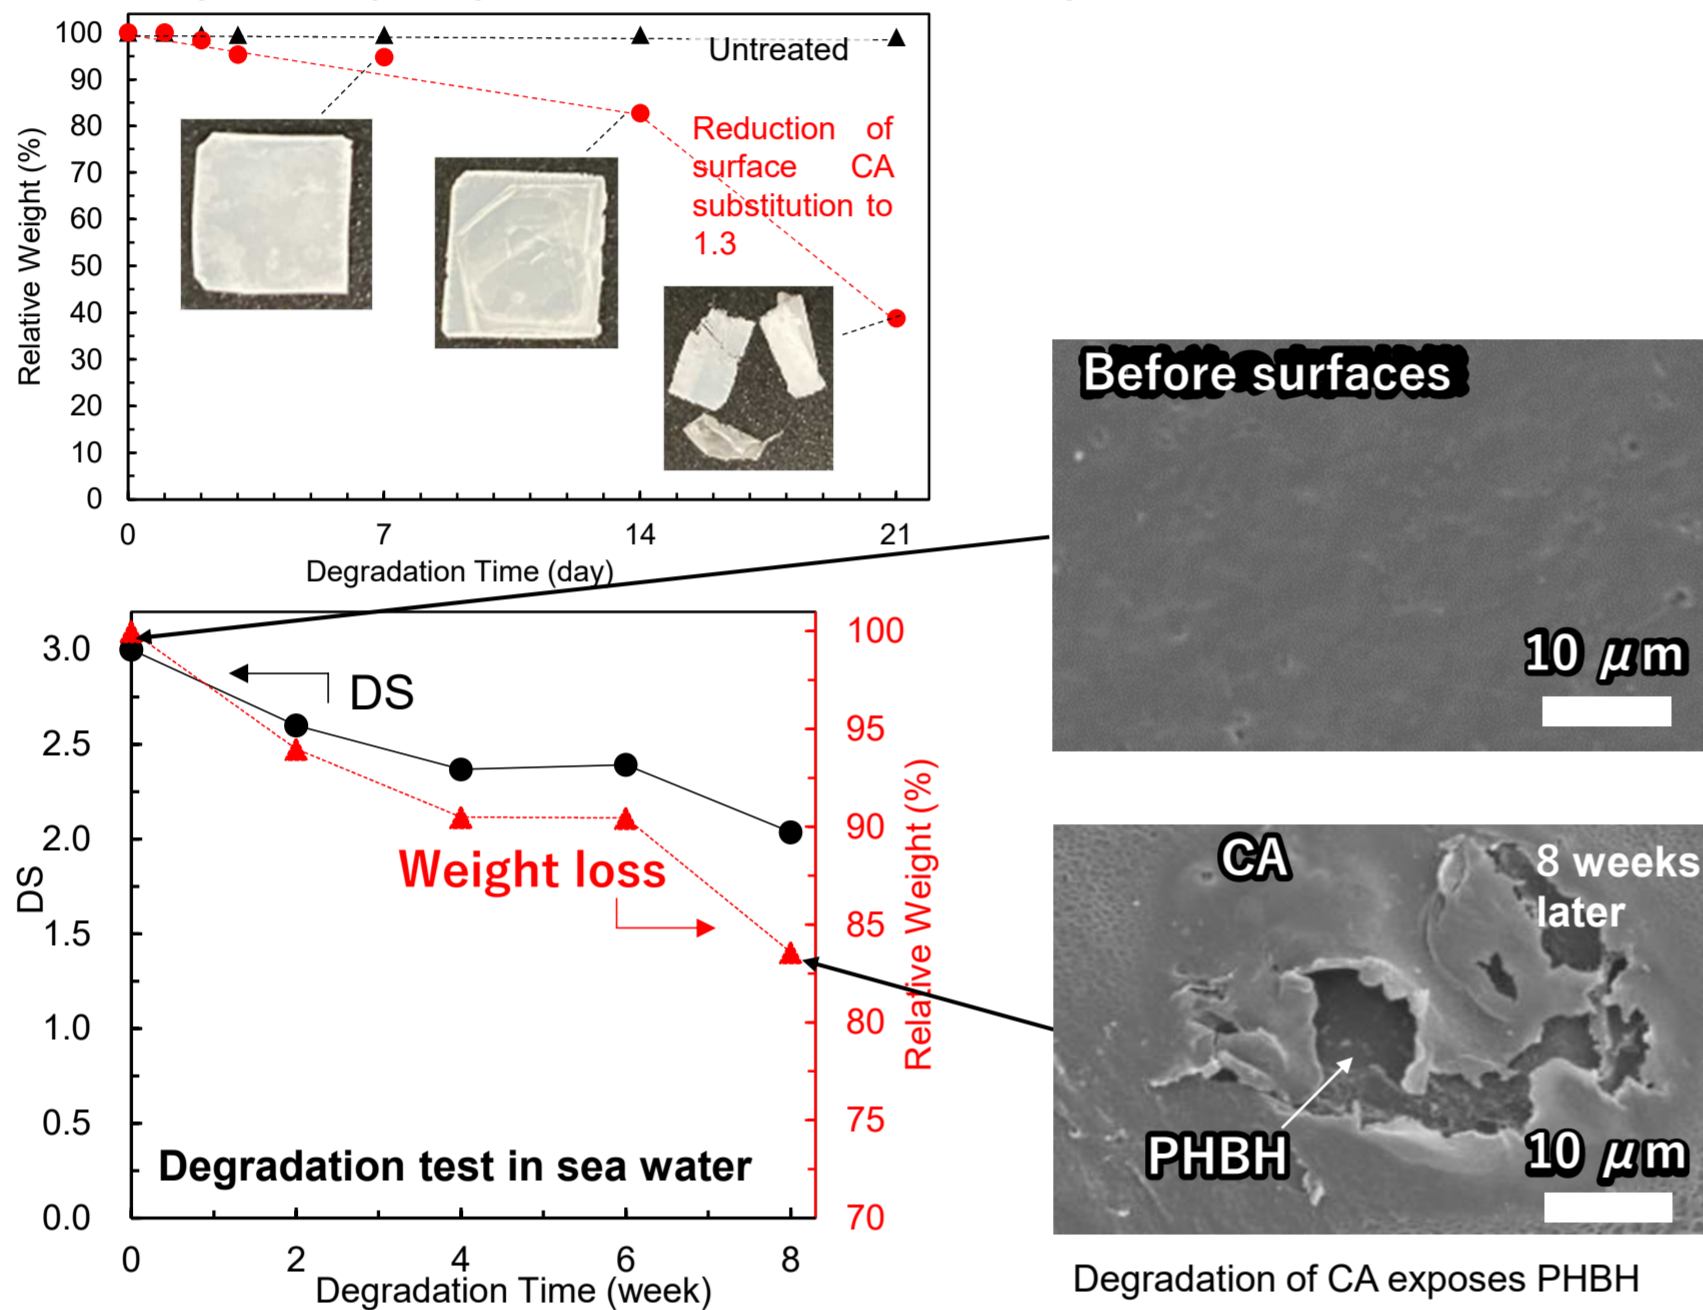 100
90
80
70
60
50
40
30
20
10
0
Relative Weight (%)
Untreated
Reduction of
surface CA
substitution to
1.3
0 7 14 21
Degradation Time (day)
3.0
2.5
2.0
1.5
1.0
0.5
0.0
DS
DS
Weight loss
Degradation test in sea water
100
95
90
85
80
75
70
Relative Weight (%)
0 2 4 6 8
Degradation Time (week)
Before surfaces
10 μm
CA
8 weeks
later
PHBH
10 μm
Degradation of CA exposes PHBH